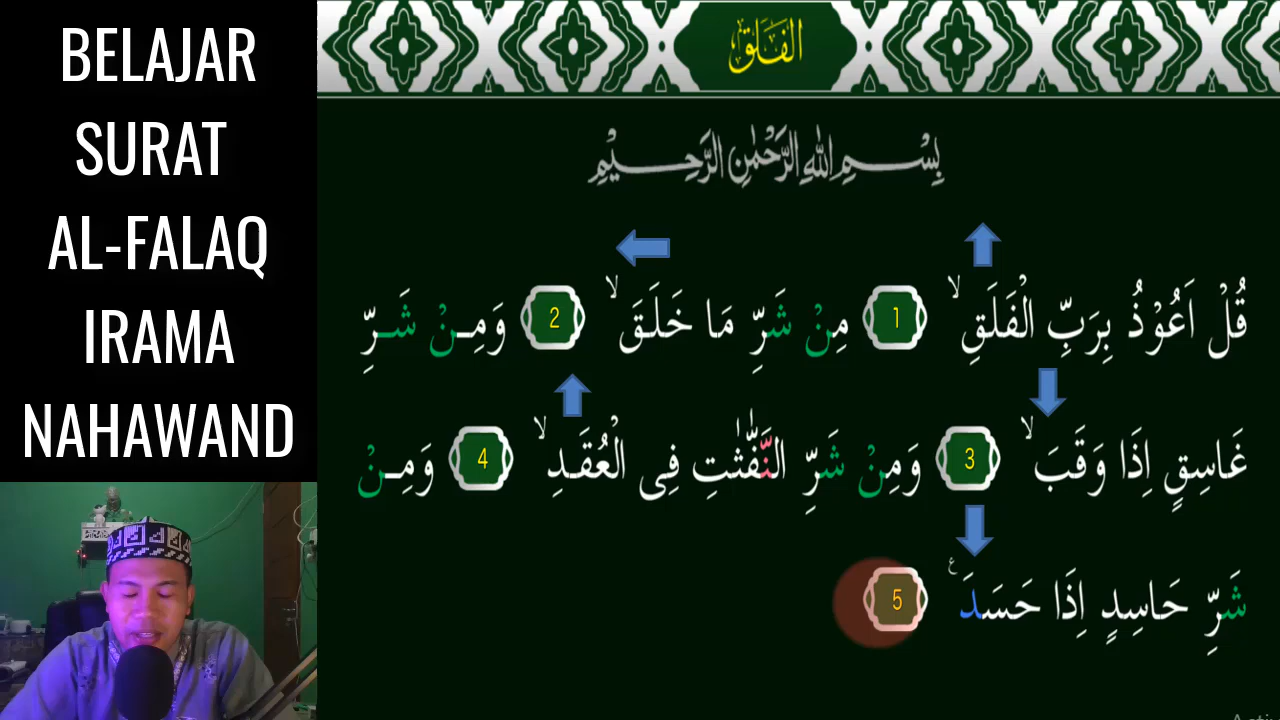 BELAJAR
SURAT
AL-FALAQ
IRAMA
NAHAWAND
الفلق
بِسْمِ اللهِ الرَّحْمٰنِ الرَّحِيْمِ
قُلْ اَعُوْذُ بِرَبِّ الْفَلَقِ ۙ 1 مِنْ شَرِّ مَا خَلَقَ ۙ 2 وَمِنْ شَرِّ
غَاسِقٍ اِذَا وَقَبَ ۙ 3 وَمِنْ شَرِّ النَّفّٰثٰتِ فِى الْعُقَدِ ۙ 4 وَمِنْ
شَرِّ حَاسِدٍ اِذَا حَسَدَ ع 5